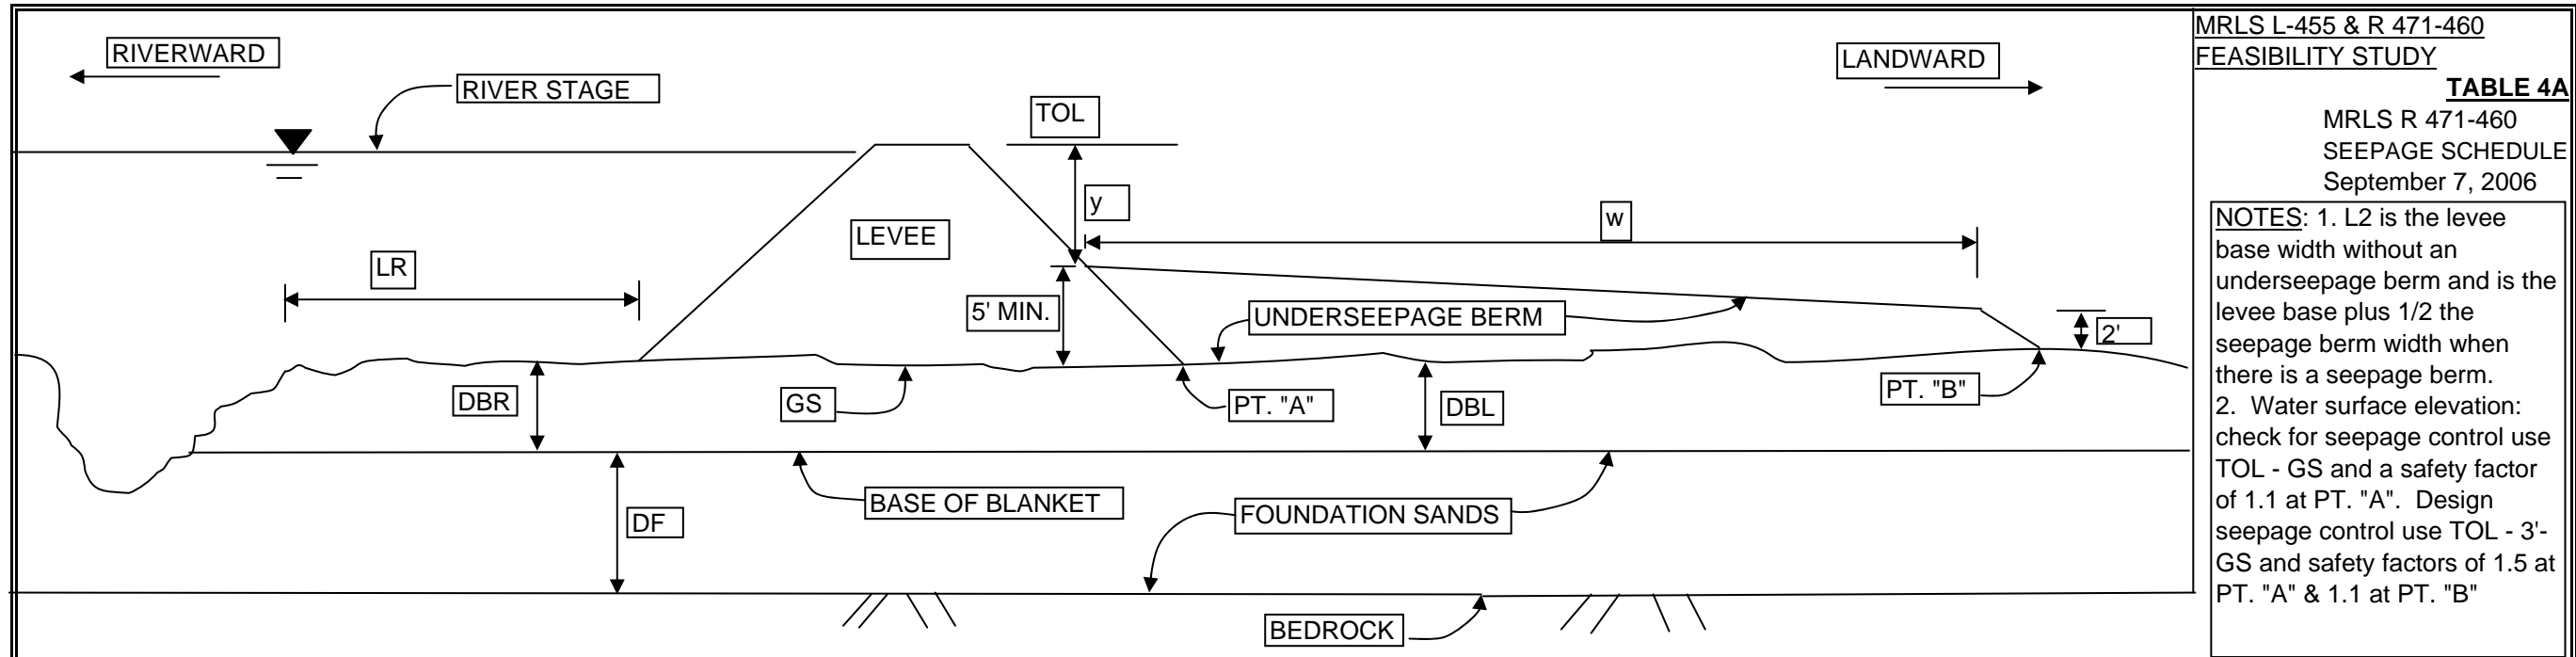 RIVERWARD
RIVER STAGE
TOL
LANDWARD
MRLS L-455 & R 471-460
FEASIBILITY STUDY
TABLE 4A
MRLS R 471-460
SEEPAGE SCHEDULE
September 7, 2006
y
w
LEVEE
LR
5' MIN.
UNDERSEEPAGE BERM
2'
DBR
GS
PT. "A"
DBL
PT. "B"
BASE OF BLANKET
DF
FOUNDATION SANDS
BEDROCK
NOTES: 1. L2 is the levee
base width without an
underseepage berm and is the
levee base plus 1/2 the
seepage berm width when
there is a seepage berm.
2. Water surface elevation:
check for seepage control use
TOL - GS and a safety factor
of 1.1 at PT. "A". Design
seepage control use TOL - 3'-
GS and safety factors of 1.5 at
PT. "A" & 1.1 at PT. "B"